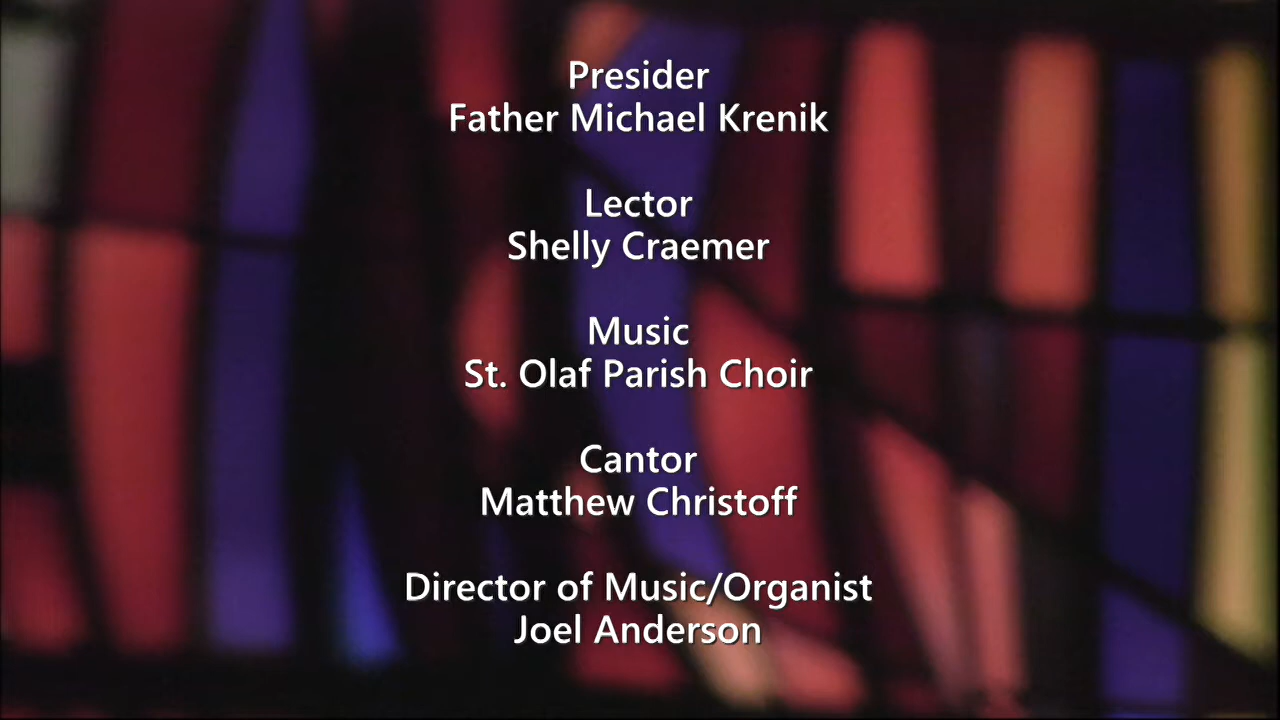 Presider
Father Michael Krenik
Lector
Shelly Craemer
Music
St. Olaf Parish Choir
Cantor
Matthew Christoff
Director of Music/Organist
Joel Anderson